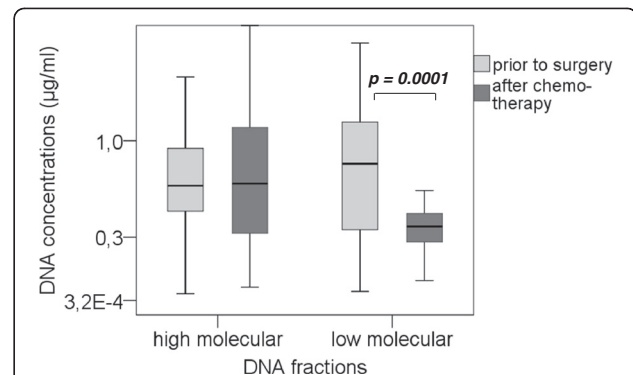 DNA concentrations (µg/ml)
1,0
0,3
3,2E-4
p = 0.0001
prior to surgery
after chemo-
therapy
high molecular
low molecular
DNA fractions